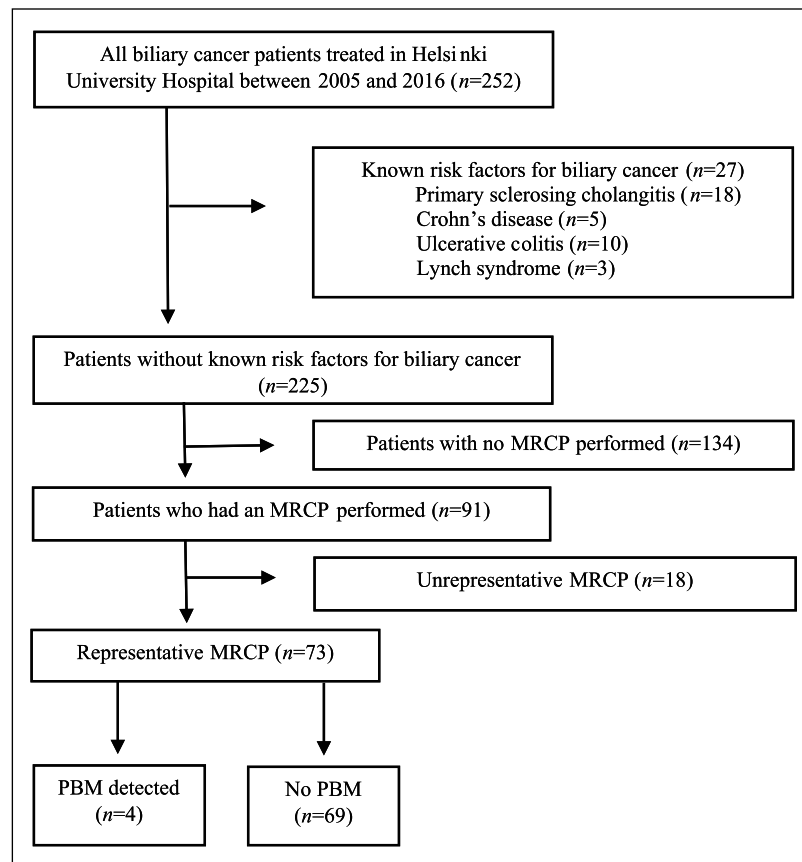 All biliary cancer patients treated in Helsinki
University Hospital between 2005 and 2016 (n=252)
Known risk factors for biliary cancer (n=27)
Primary sclerosing cholangitis (n=18)
Crohn's disease (n=5)
Ulcerative colitis (n=10)
Lynch syndrome (n=3)
Patients without known risk factors for biliary cancer
(n=225)
Patients with no MRCP performed (n=134)
Patients who had an MRCP performed (n=91)
Unrepresentative MRCP (n=18)
Representative MRCP (n=73)
PBM detected
(n=4)
No PBM
(n=69)